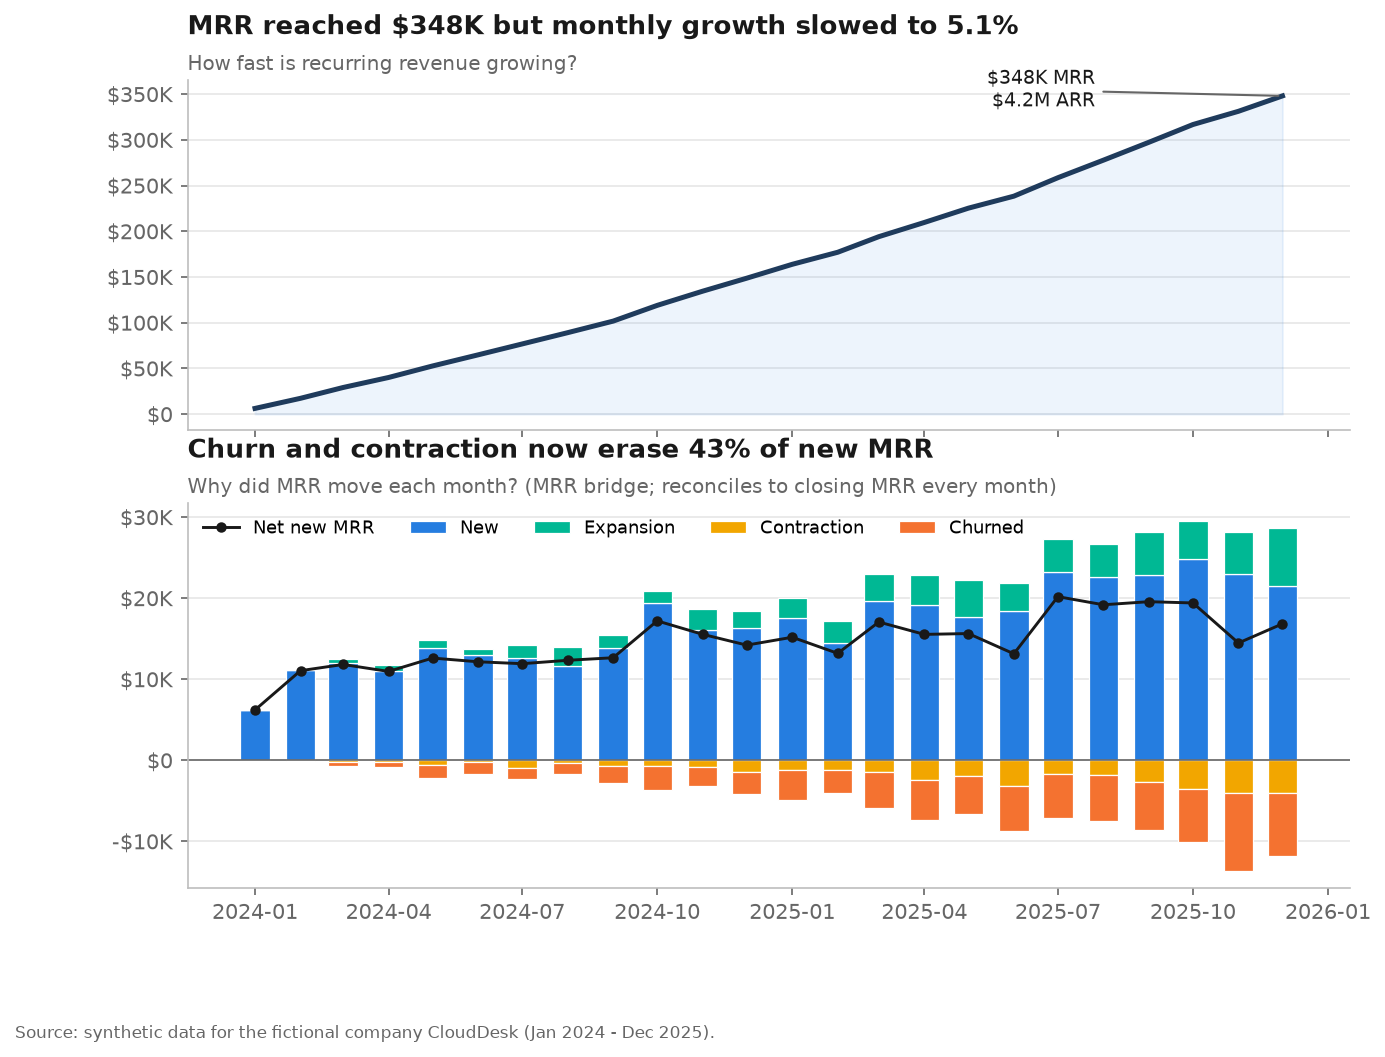 MRR reached $348K but monthly growth slowed to 5.1%
How fast is recurring revenue growing?
$348K MRR
$4.2M ARR
$350K
$300K
$250K
$200K
$150K
$100K
$50K
$0
Churn and contraction now erase 43% of new MRR
Why did MRR move each month? (MRR bridge; reconciles to closing MRR every month)
Net new MRR New Expansion Contraction Churned
$30K
$20K
$10K
$0
-$10K
2024-01 2024-04 2024-07 2024-10 2025-01 2025-04 2025-07 2025-10 2026-01
Source: synthetic data for the fictional company CloudDesk (Jan 2024 - Dec 2025).